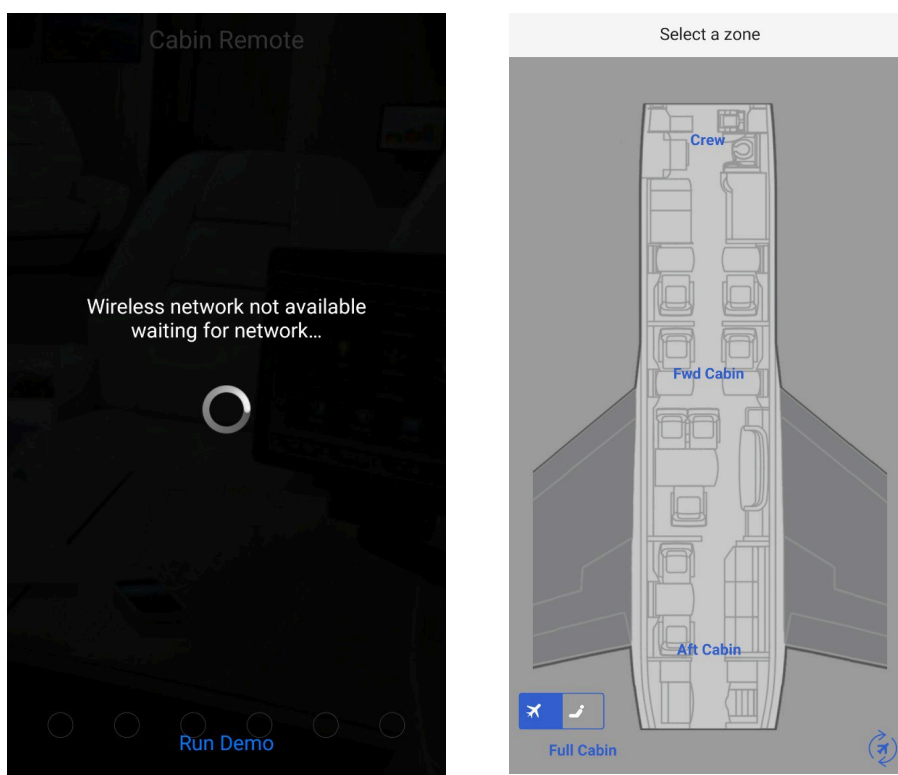 Cabin Remote
Wireless network not available
waiting for network...
Run Demo
Select a zone
Crew
Fwd Cabin
Aft Cabin
Full Cabin